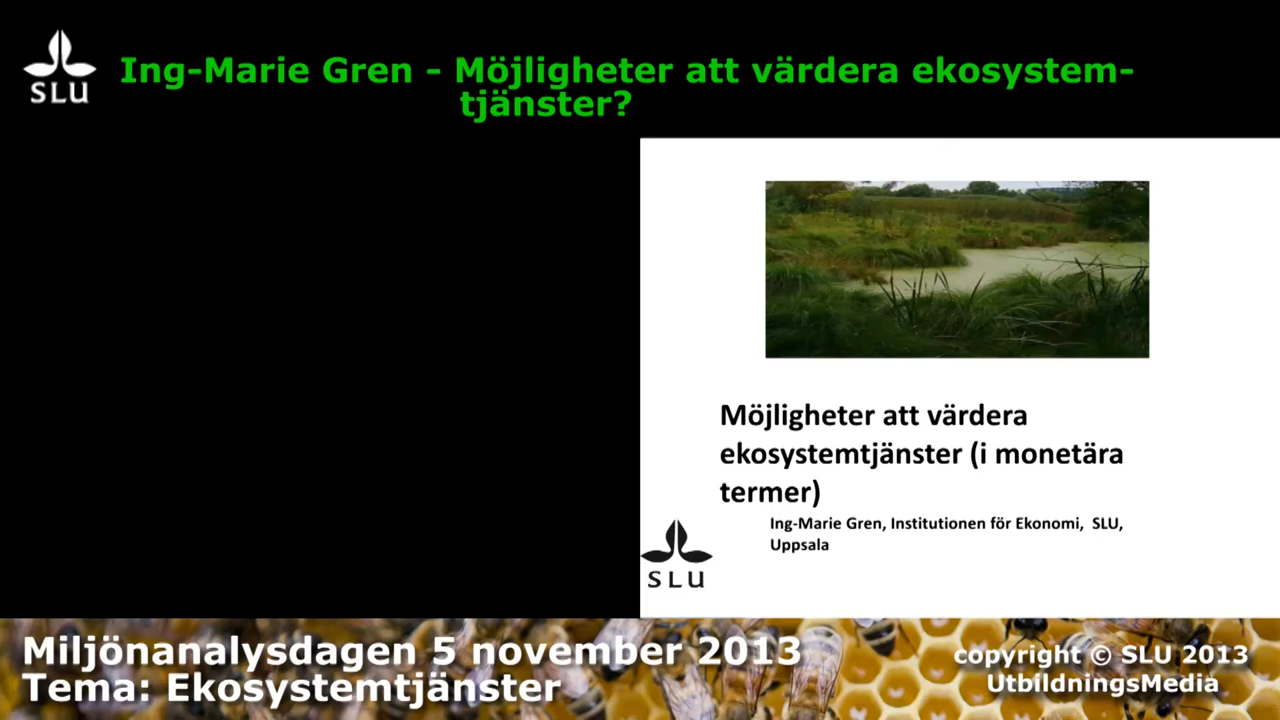 SLU
Ing-Marie Gren - Möjligheter att värdera ekosystem-
tjänster?
Möjligheter att värdera
ekosystemtjänster (i monetära
termer)
Ing-Marie Gren, Institutionen för Ekonomi, SLU,
Uppsala
SLU
Miljönanalysdagen 5 november 2013
Tema: Ekosystemtjänster
copyright © SLU 2013
UtbildningsMedia